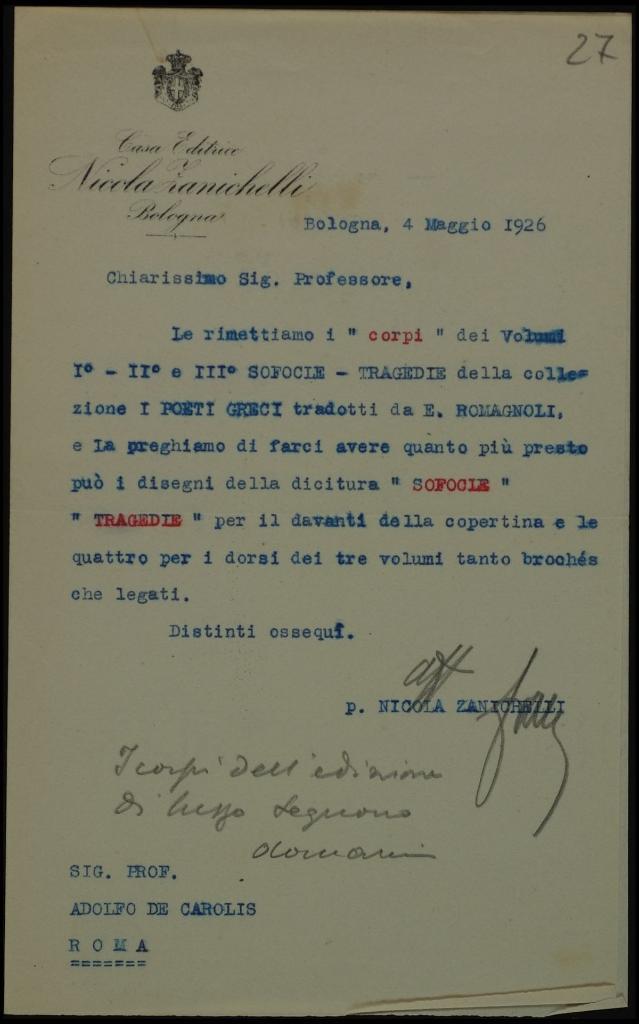 27
Casa Editrice
Nicola Zanichelli
Bologna
Bologna, 4 Maggio 1926
Chiarissimo Sig. Professore,
Le rimettiamo i " corpi " dei Volumi
I° - II° e III° SOFOCLE - TRAGEDIE della colle=
zione I POETI GRECI tradotti da E. ROMAGNOLI,
e La preghiamo di farci avere quanto più presto
può i disegni della dicitura " SOFOCLE "
" TRAGEDIE " per il davanti della copertina e le
quattro per i dorsi dei tre volumi tanto brochés
che legati.
Distinti ossequi.
aff
p. NICOLA ZANICHELLI
I corpi dell'edizione
di lusso seguono
domani
SIG. PROF.
ADOLFO DE CAROLIS
R O M A
=======